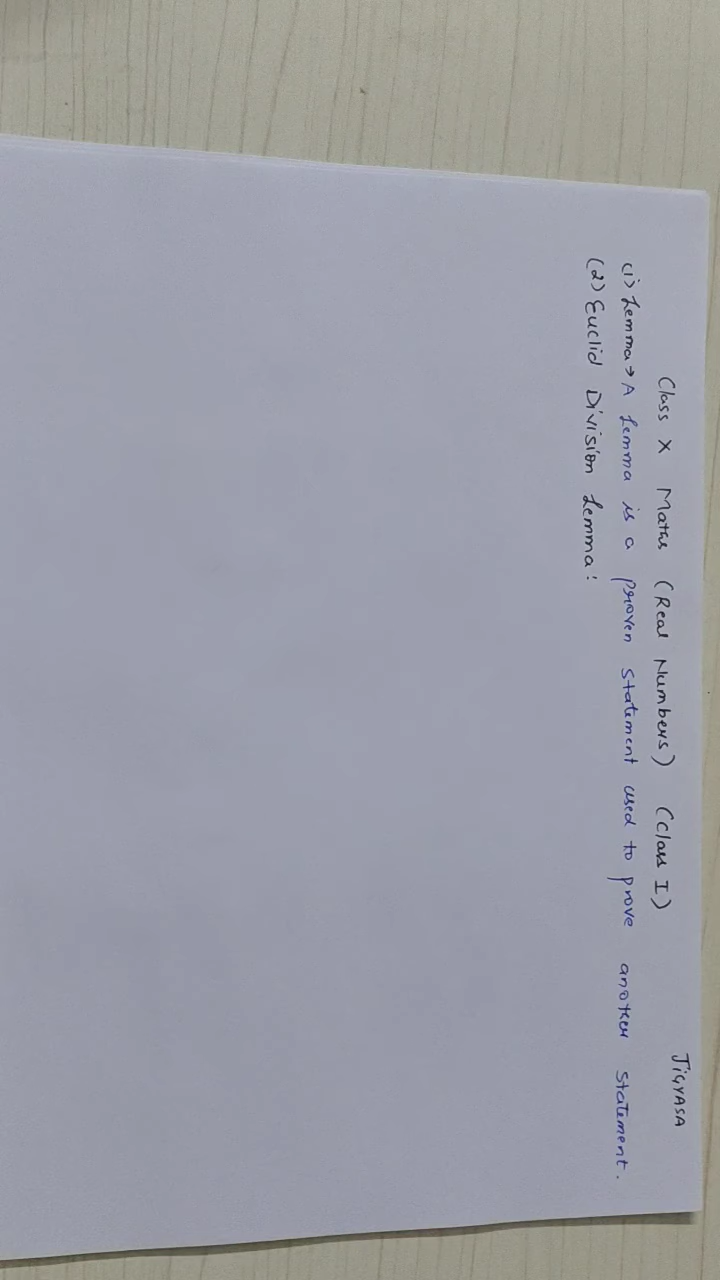 JIGYASA
Class X Maths (Real Numbers) (Class I)
(1) Lemma → A Lemma is a proven statement used to prove another statement.
(2) Euclid Division Lemma: